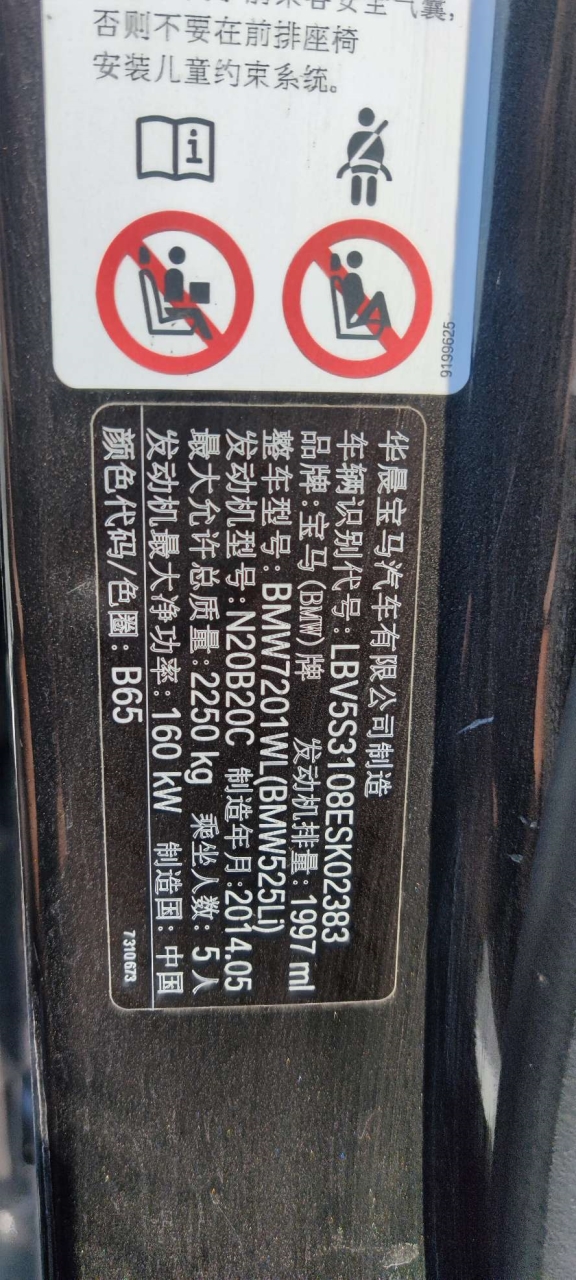 否则不要在前排座椅
安装儿童约束系统。
9199625
华晨宝马汽车有限公司制造
车辆识别代号:LBV5S3108ESK02383
品牌:宝马(BMW)牌 发动机排量:1997 ml
整车型号:BMW7201WL(BMW525Li)
发动机型号:N20B20C 制造年月:2014.05
最大允许总质量:2250 kg 乘坐人数:5人
发动机最大净功率:160 kW 制造国:中国
颜色代码/色圈:B65
7310673